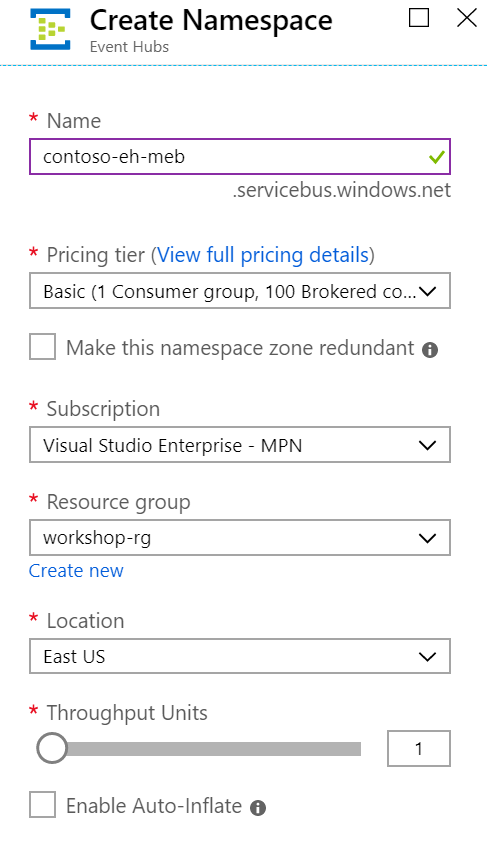 Create Namespace
Event Hubs
* Name
contoso-eh-meb
.servicebus.windows.net
* Pricing tier (View full pricing details)
Basic (1 Consumer group, 100 Brokered co...
Make this namespace zone redundant
* Subscription
Visual Studio Enterprise - MPN
* Resource group
workshop-rg
Create new
* Location
East US
* Throughput Units
1
Enable Auto-Inflate